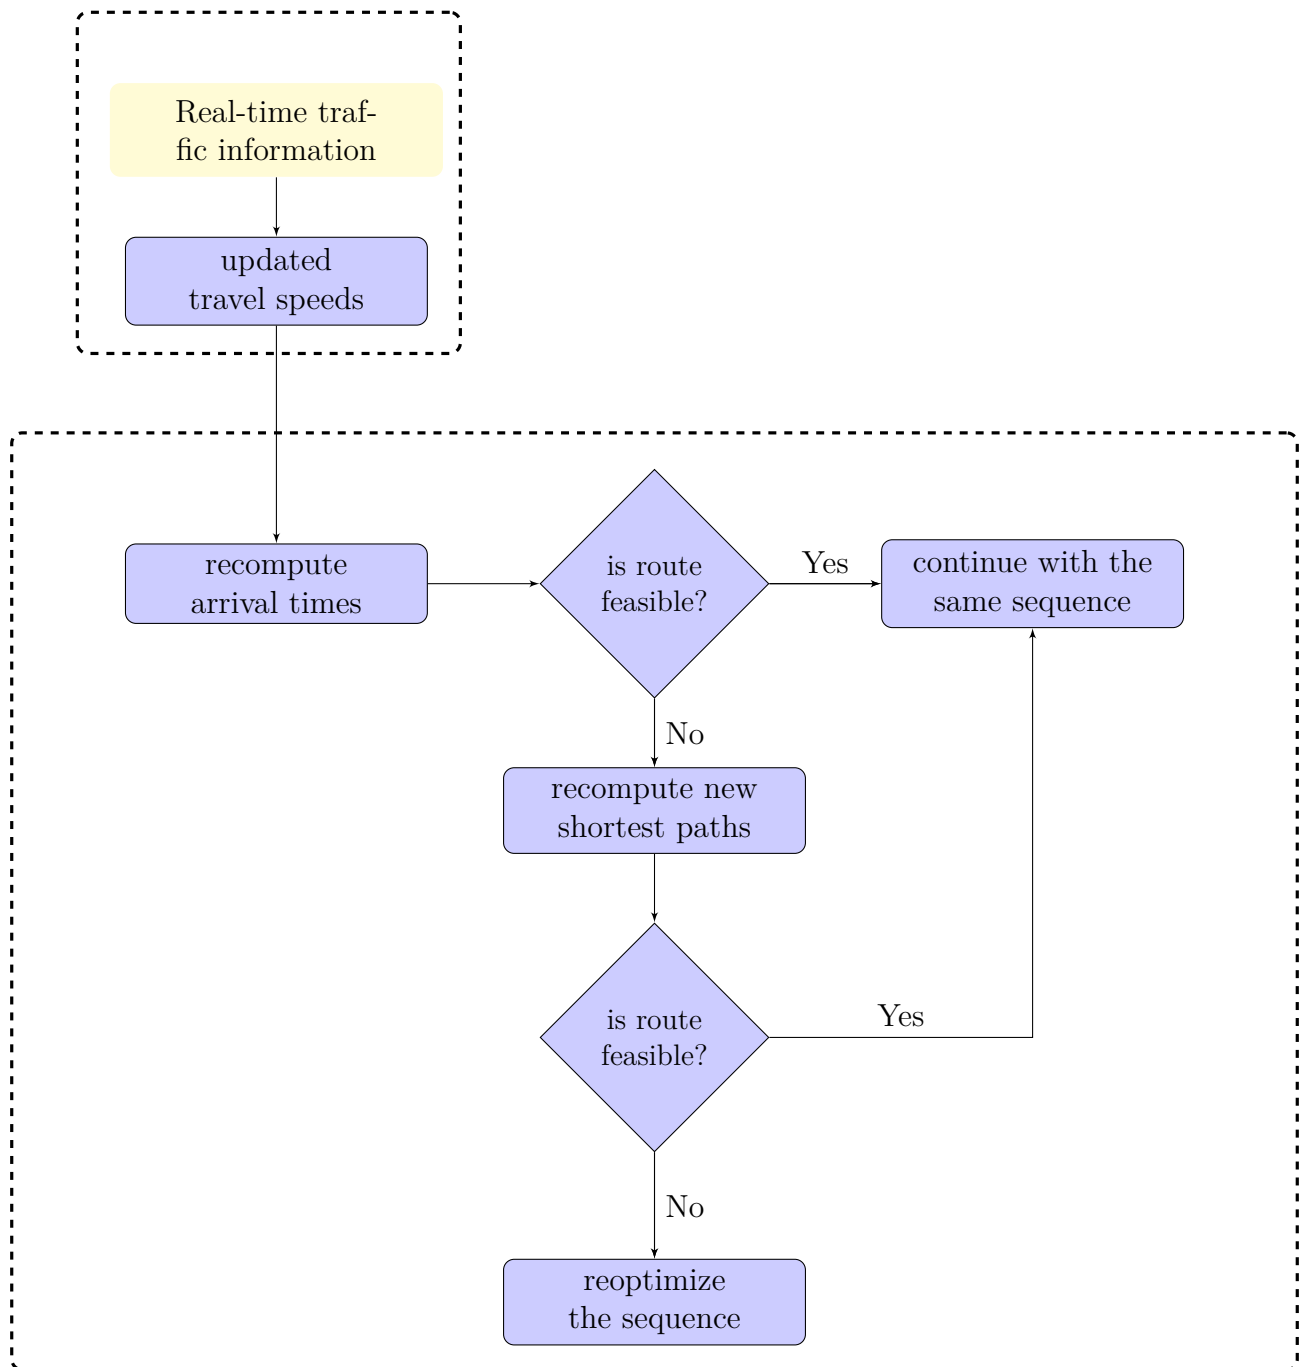 Real-time traf-
fic information
updated
travel speeds
recompute
arrival times
is route
feasible?
Yes
continue with the
same sequence
No
recompute new
shortest paths
is route
feasible?
Yes
No
reoptimize
the sequence